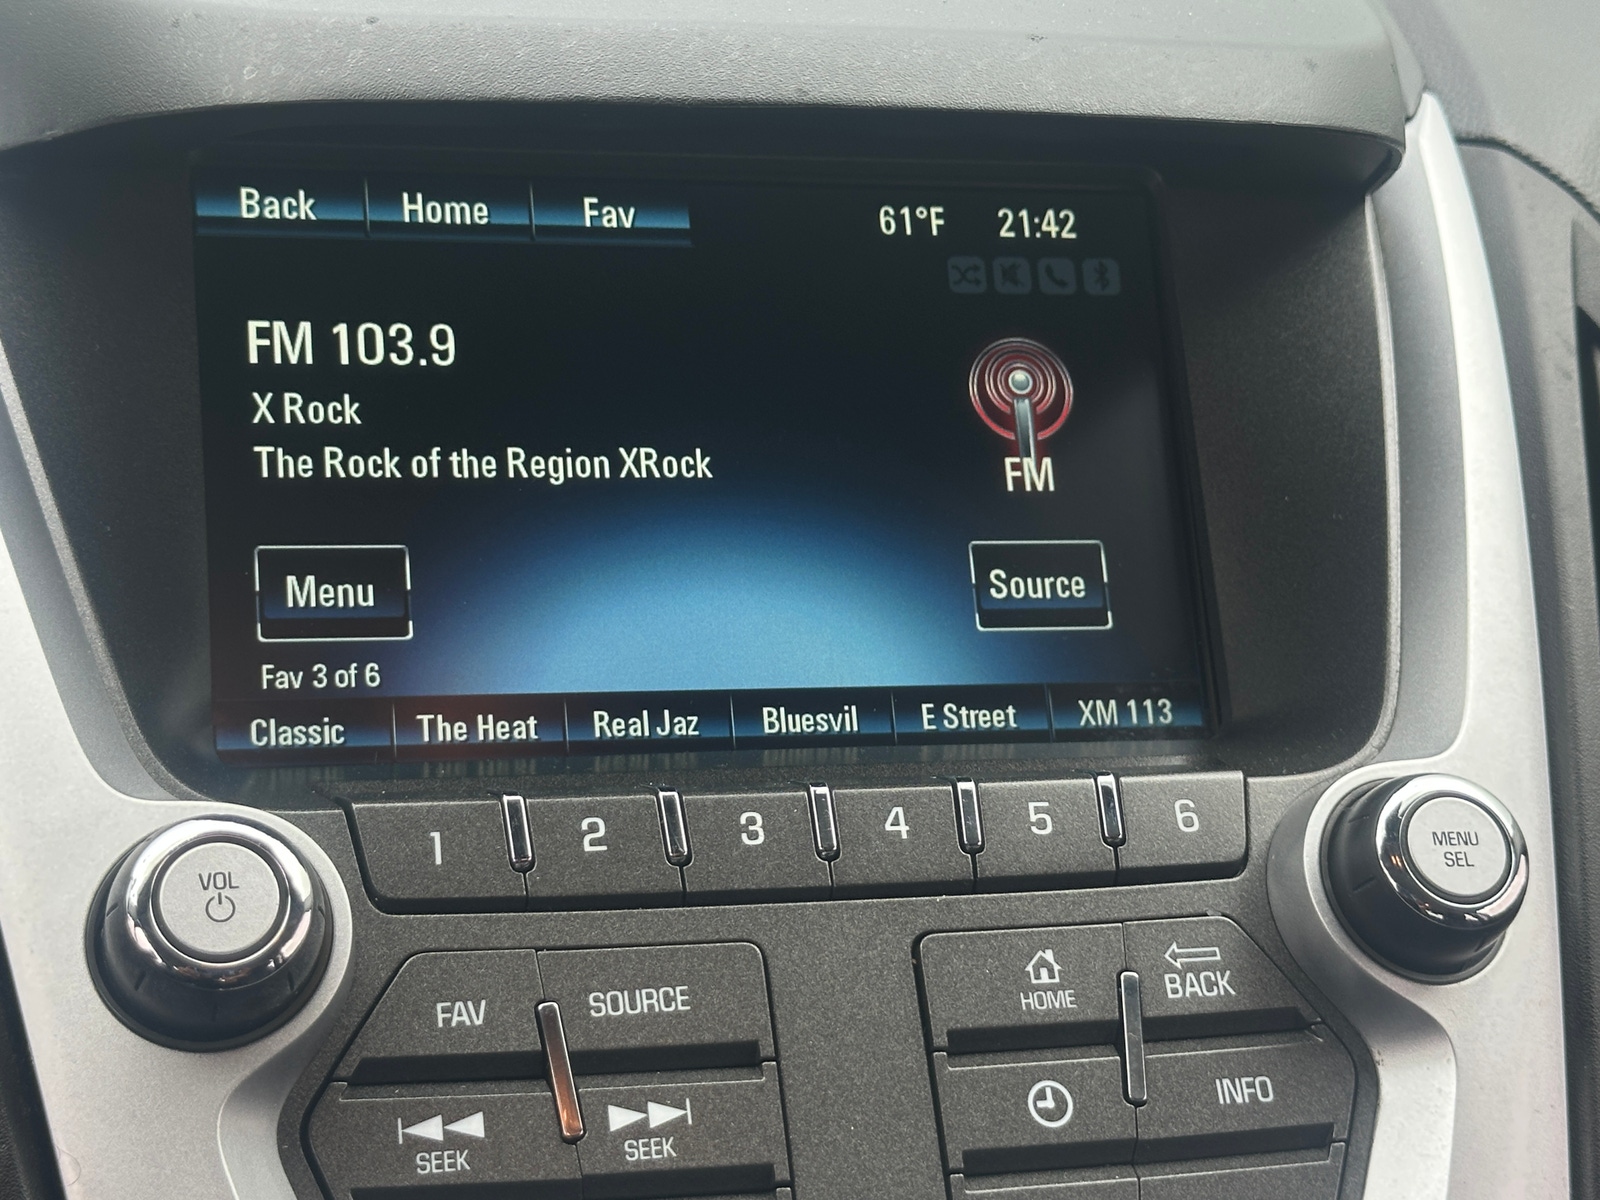 Back Home Fav 61°F 21:42
FM 103.9
X Rock
The Rock of the Region XRock
FM
Menu
Source
Fav 3 of 6
Classic The Heat Real Jaz Bluesvil E Street XM 113
1 2 3 4 5 6
VOL
MENU
SEL
FAV SOURCE
HOME
BACK
SEEK
SEEK
INFO